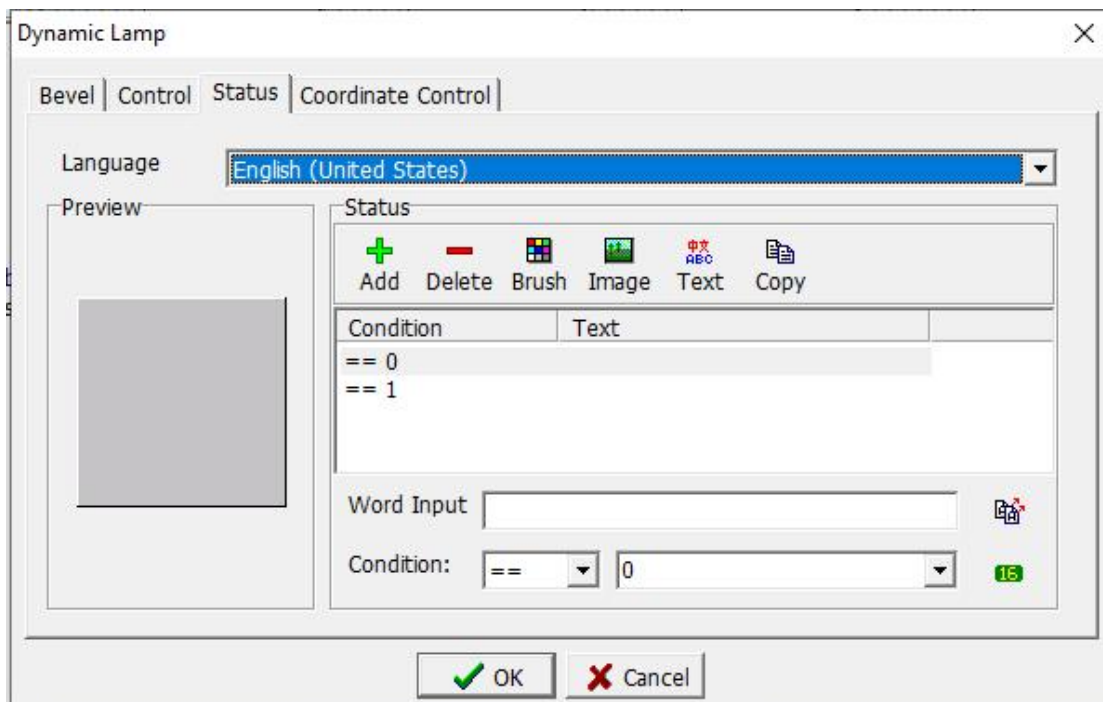 Dynamic Lamp
Bevel Control Status Coordinate Control
Language English (United States)
Preview
Status
中文
ABC
Add Delete Brush Image Text Copy
Condition Text
== 0
== 1
Word Input
Condition: == 0
16
OK Cancel